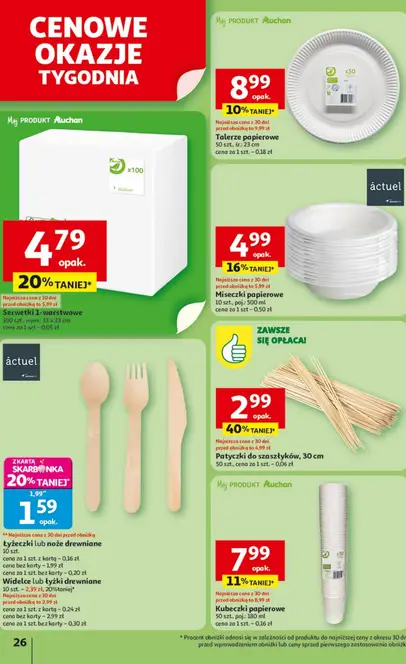 CENOWE
OKAZJE
TYGODNIA
Mój PRODUKT Auchan
x100
4.79
opak.
20% TANIEJ*
Najniższa cena z 30 dni
przed obniżką to 5,99 zł
Serwetki 1-warstwowe
100 szt., wym.: 33 x 33 cm
cena za 1 szt. – 0,05 zł
actuel
Z KARTĄ
SKARBONKA
20% TANIEJ*
1,99**
1.59
opak.
** Najniższa cena z 30 dni przed obniżką
Łyżeczki lub noże drewniane
10 szt.
cena za 1 szt. z kartą – 0,16 zł
cena bez karty – 1,99 zł
cena za 1 szt. bez karty – 0,20 zł
Widelce lub łyżki drewniane
10 szt. – 2,39 zł, 20% taniej*
Najniższa cena z 30 dni
przed obniżką to 2,99 zł
cena za 1 szt. z kartą – 0,24 zł
cena bez karty – 2,99 zł
cena za 1 szt. bez karty – 0,30 zł
26
Mój PRODUKT Auchan
x50
8.99
opak.
10% TANIEJ*
Najniższa cena z 30 dni
przed obniżką to 9,99 zł
Talerze papierowe
50 szt., śr.: 23 cm
cena za 1 szt. – 0,18 zł
actuel
4.99
opak.
16% TANIEJ*
Najniższa cena z 30 dni
przed obniżką to 5,99 zł
Miseczki papierowe
10 szt., poj.: 500 ml
cena za 1 szt. – 0,50 zł
ZAWSZE
SIĘ OPŁACA!
2.99
opak.
40% TANIEJ*
Najniższa cena z 30 dni
przed obniżką to 4,99 zł
Patyczki do szaszłyków, 30 cm
50 szt., cena za 1 szt. – 0,06 zł
Mój PRODUKT Auchan
7.99
opak.
11% TANIEJ*
Najniższa cena z 30 dni
przed obniżką to 8,99 zł
Kubeczki papierowe
50 szt., poj.: 180 ml
cena za 1 szt. – 0,16 zł
* Procent obniżki odnosi się w zależności od produktu do najniższej ceny z okresu 30 dn
przed wprowadzeniem obniżki lub ceny sprzed pierwszego zastosowania obniżk